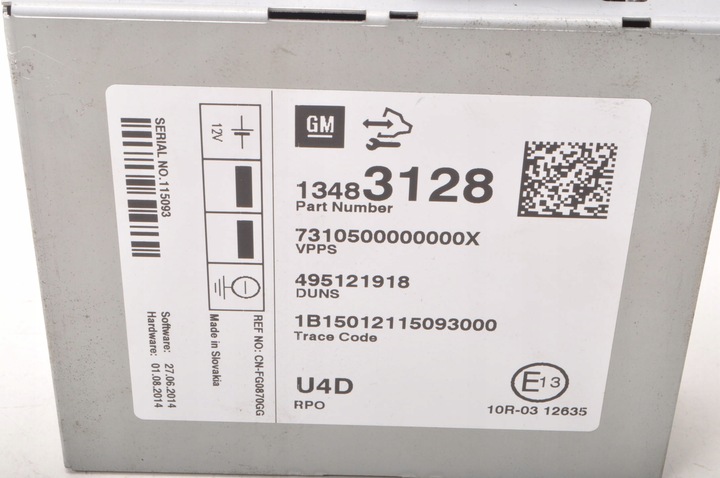 GM
13483128
Part Number
7310500000000X
VPPS
495121918
DUNS
1B15012115093000
Trace Code
U4D
RPO
E13
10R-03 12635
12V
SERIAL NO.115093
REF NO: CN-FG0870GG
Made in Slovakia
Software: 27.06.2014
Hardware: 01.08.2014